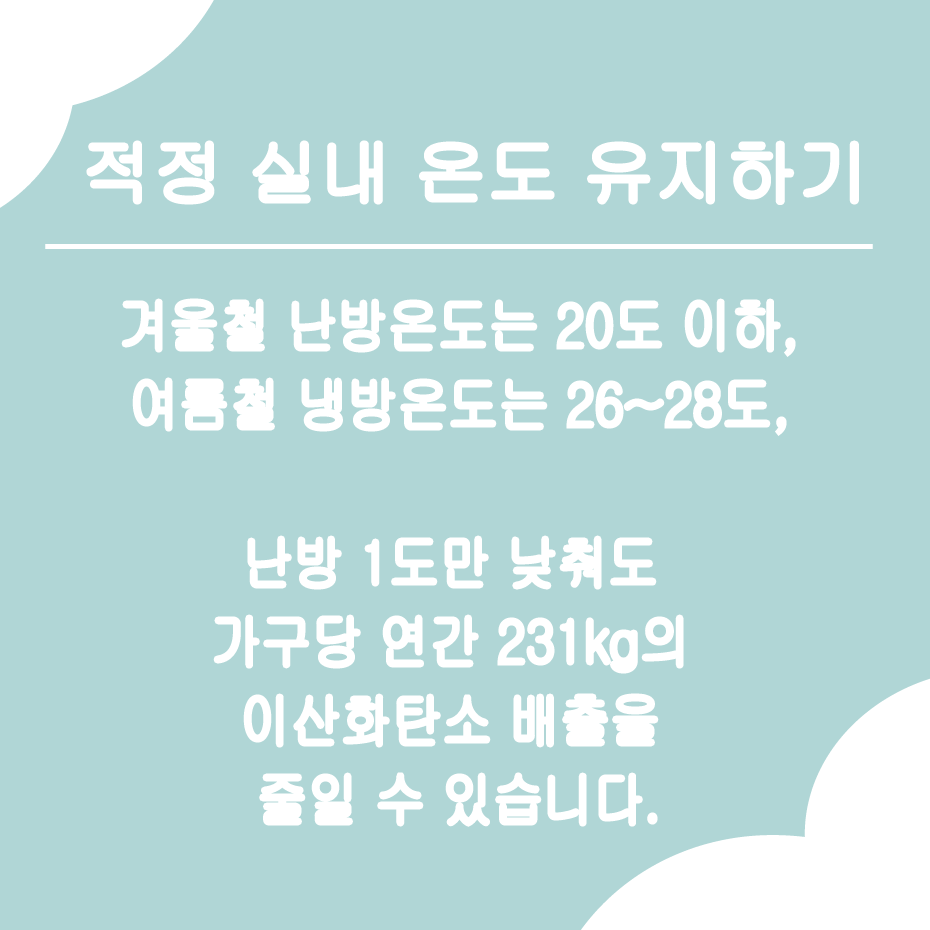 적정 실내 온도 유지하기
겨울철 난방온도는 20도 이하,
여름철 냉방온도는 26~28도,
난방 1도만 낮춰도
가구당 연간 231kg의
이산화탄소 배출을
줄일 수 있습니다.